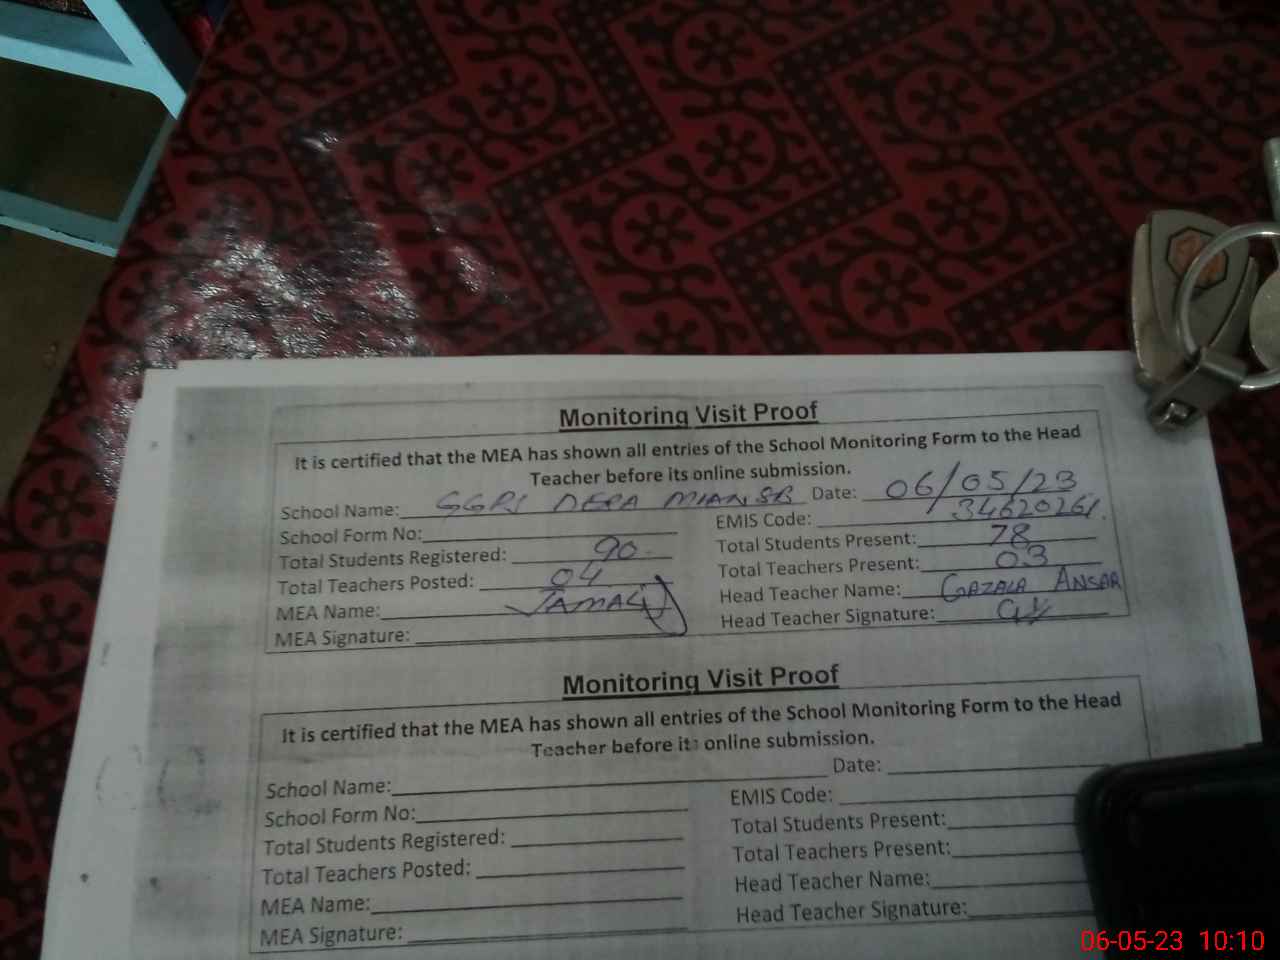 Monitoring Visit Proof
It is certified that the MEA has shown all entries of the School Monitoring Form to the Head
Teacher before its online submission.
School Name: GGPS DERA MIANSB Date: 06/05/23
School Form No: EMIS Code: 34620261
Total Students Registered: 90 Total Students Present: 78
Total Teachers Posted: 04 Total Teachers Present: 03
MEA Name: JAMAL Head Teacher Name: GAZALA ANSAR
MEA Signature: Head Teacher Signature:
Monitoring Visit Proof
It is certified that the MEA has shown all entries of the School Monitoring Form to the Head
Teacher before its online submission.
School Name: Date:
School Form No: EMIS Code:
Total Students Registered: Total Students Present:
Total Teachers Posted: Total Teachers Present:
MEA Name: Head Teacher Name:
MEA Signature: Head Teacher Signature:
06-05-23 10:10